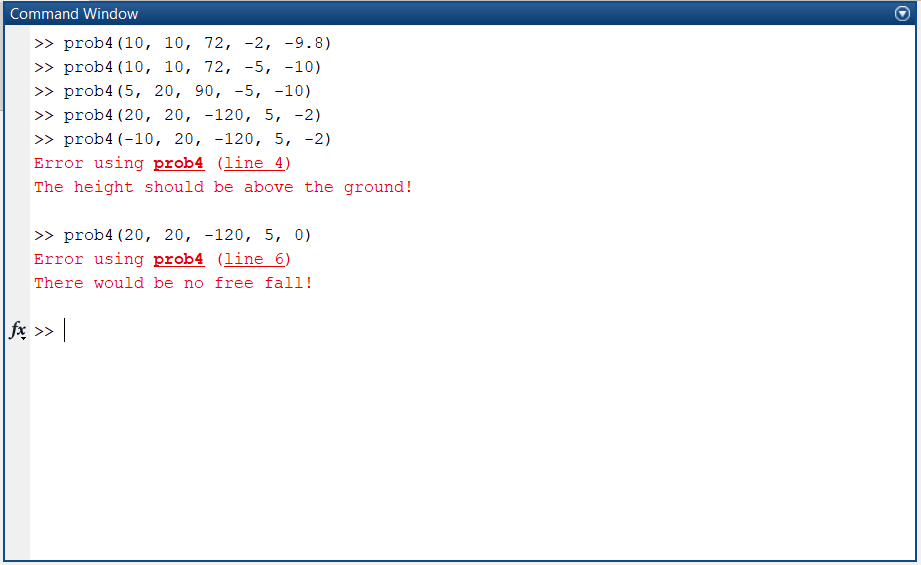 Command Window
>> prob4(10, 10, 72, -2, -9.8)
>> prob4(10, 10, 72, -5, -10)
>> prob4(5, 20, 90, -5, -10)
>> prob4(20, 20, -120, 5, -2)
>> prob4(-10, 20, -120, 5, -2)
Error using prob4 (line 4)
The height should be above the ground!
>> prob4(20, 20, -120, 5, 0)
Error using prob4 (line 6)
There would be no free fall!
fx >>